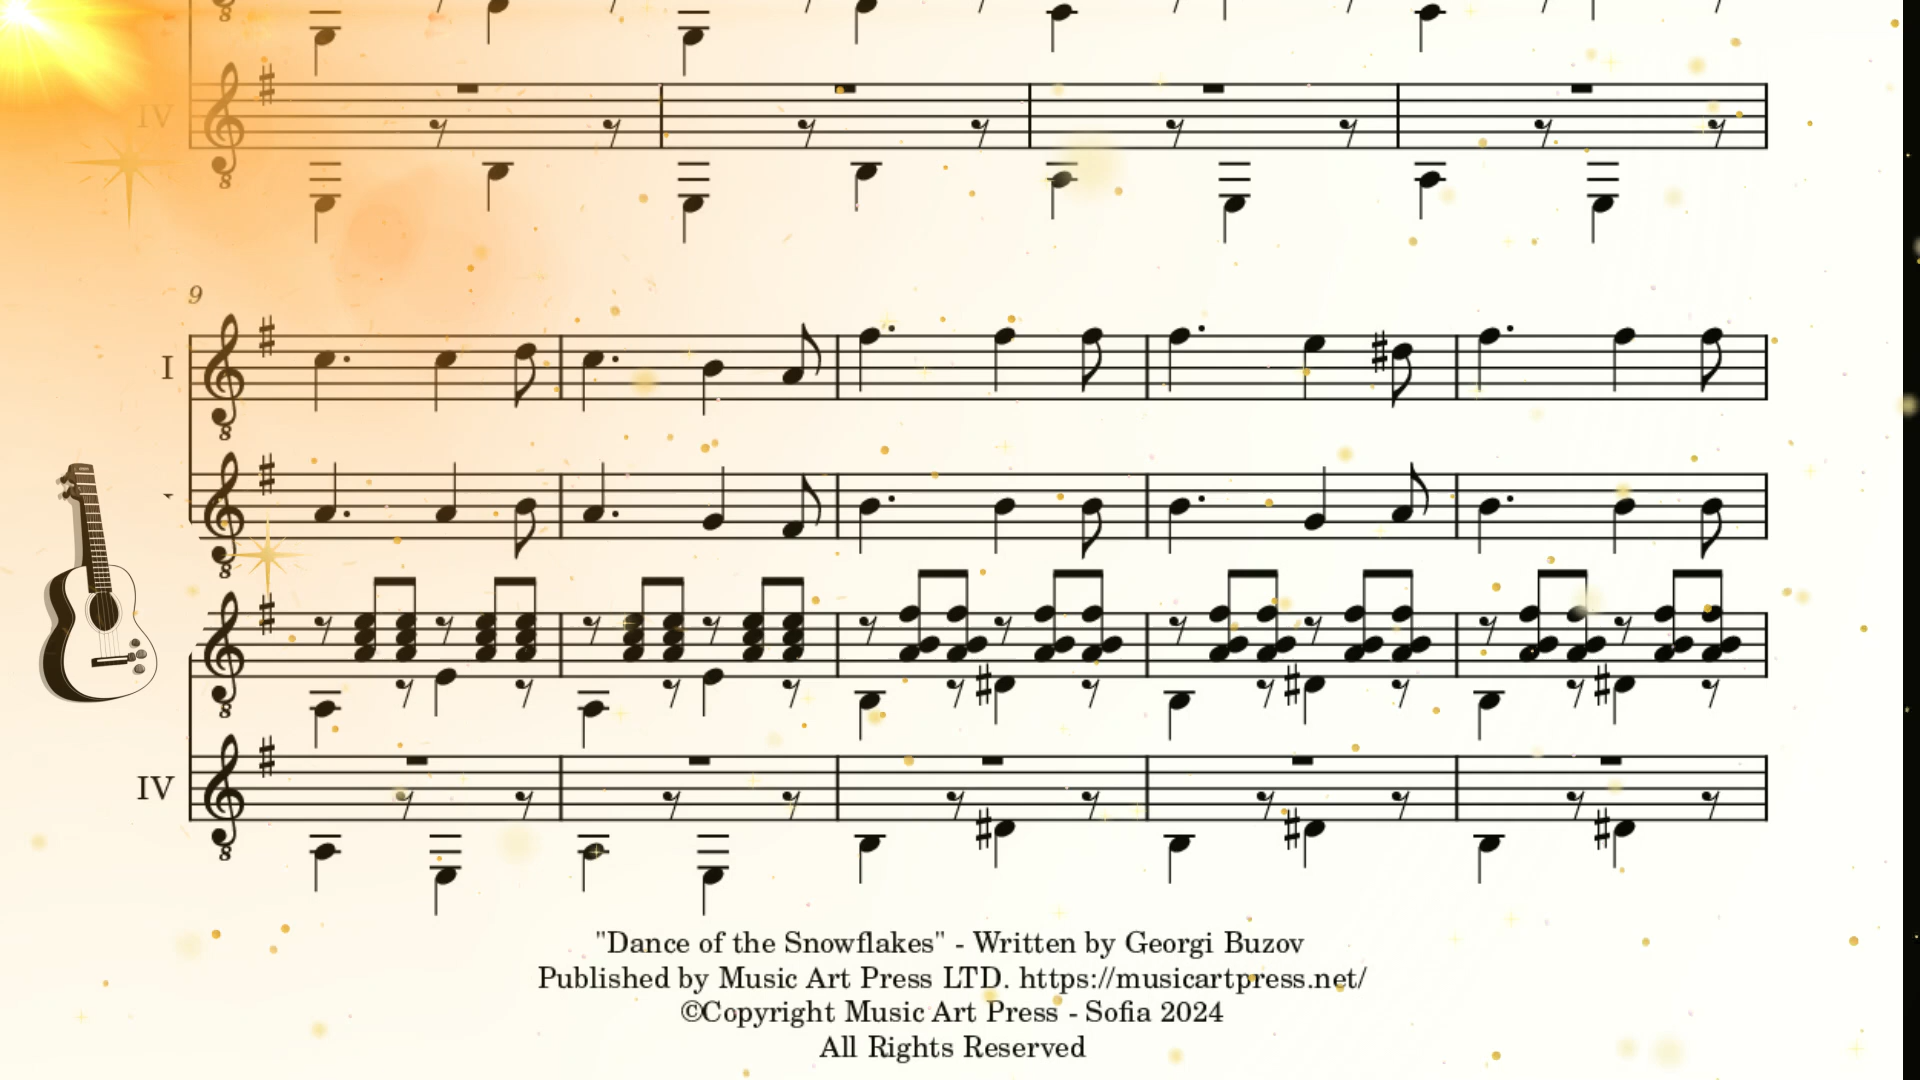 IV
9
I
IV
"Dance of the Snowflakes" - Written by Georgi Buzov
Published by Music Art Press LTD. https://musicartpress.net/
©Copyright Music Art Press - Sofia 2024
All Rights Reserved